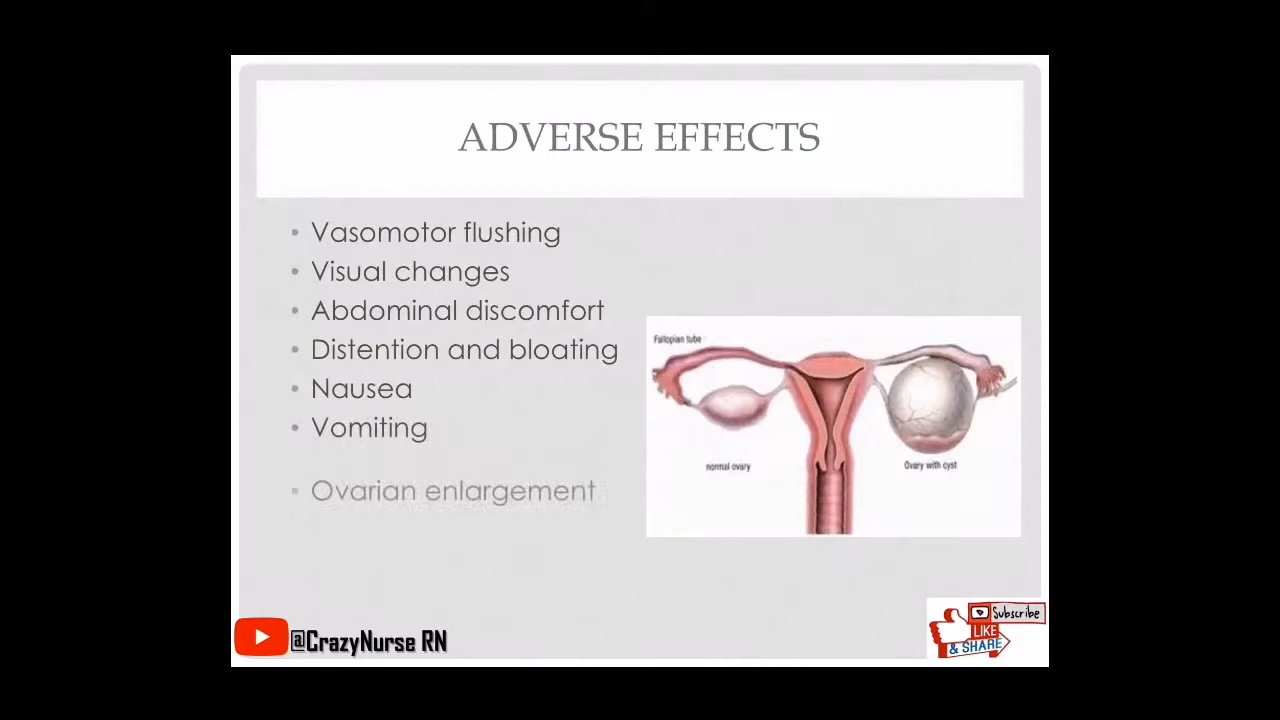 ADVERSE EFFECTS
• Vasomotor flushing
• Visual changes
• Abdominal discomfort
• Distention and bloating
• Nausea
• Vomiting
• Ovarian enlargement
Fallopian tube
normal ovary
Ovary with cyst
@CrazyNurse RN
Subscribe
LIKE
& SHARE